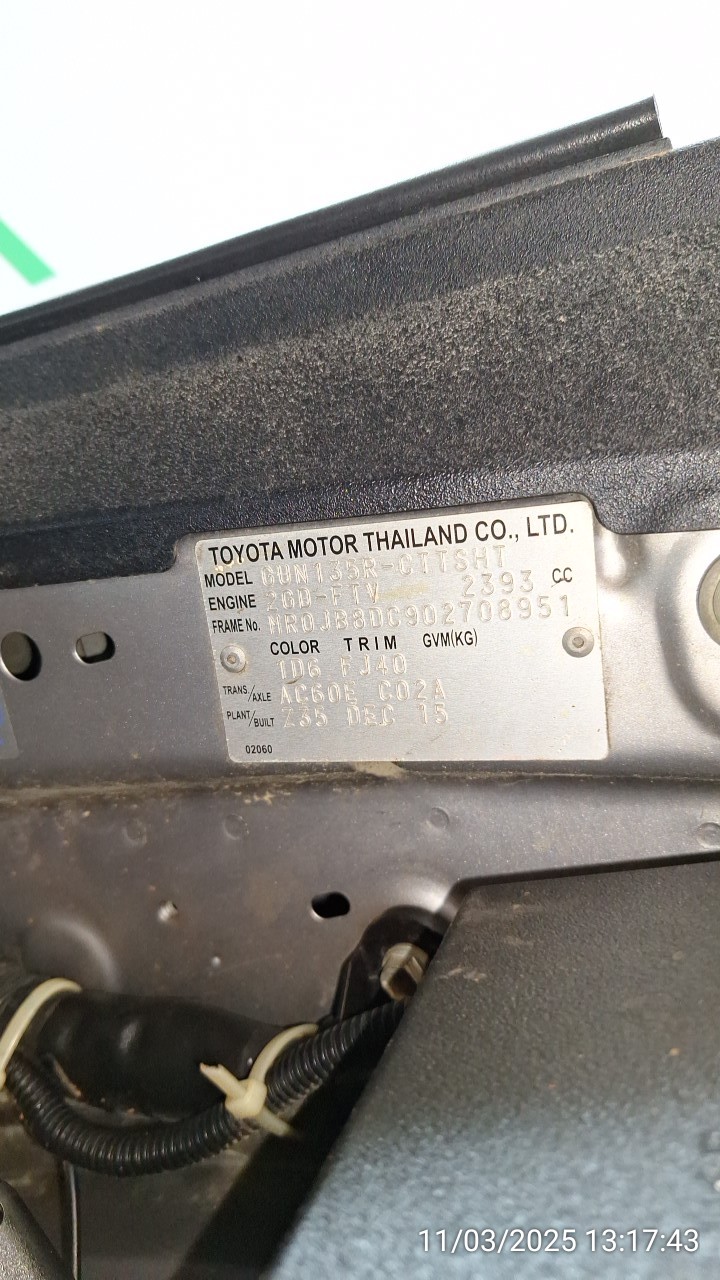 TOYOTA MOTOR THAILAND CO., LTD.
MODEL GUN135R-CTTSHT
ENGINE 2GD-FTV 2393 CC
FRAME No. MR0JB8DC902708951
COLOR TRIM GVM(KG)
1D6 FJ40
TRANS./AXLE AC60E C02A
PLANT/BUILT Z35 DEC 15
02060
11/03/2025 13:17:43